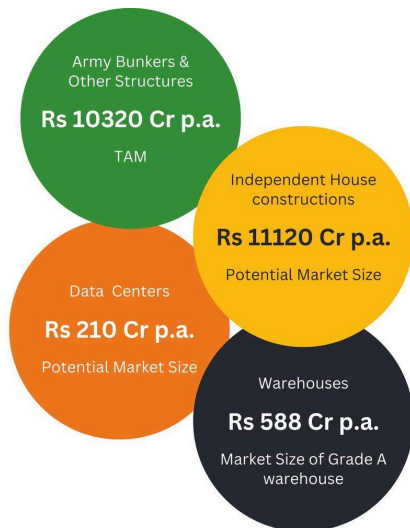 Army Bunkers &
Other Structures
Rs 10320 Cr p.a.
TAM
Independent House
constructions
Rs 11120 Cr p.a.
Potential Market Size
Data Centers
Rs 210 Cr p.a.
Potential Market Size
Warehouses
Rs 588 Cr p.a.
Market Size of Grade A
warehouse